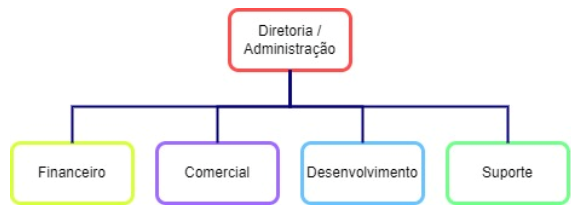 Diretoria /
Administração
Financeiro
Comercial
Desenvolvimento
Suporte